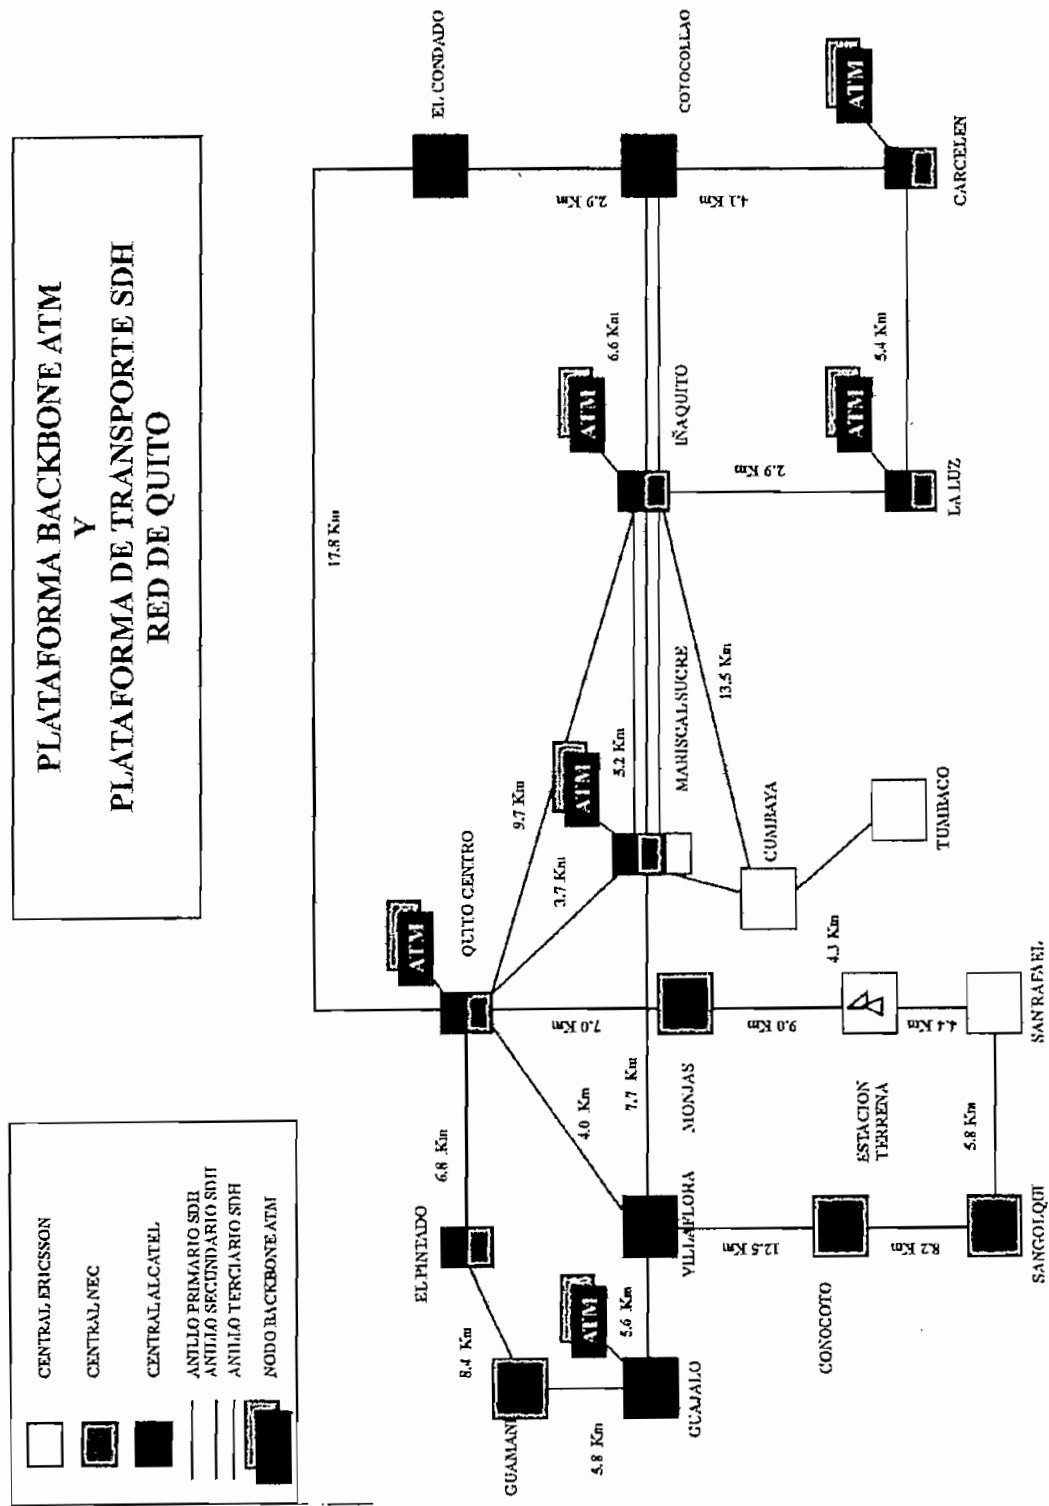 PLATAFORMA BACKBONE ATM
Y
PLATAFORMA DE TRANSPORTE SDH
RED DE QUITO
CENTRAL ERICSSON
CENTRAL NEC
CENTRAL ALCATEL
ANILLO PRIMARIO SDH
ANILLO SECUNDARIO SDH
ANILLO TERCIARIO SDH
NODO BACKBONE ATM
17.8 Km
EL CONDADO
ATM
QUITO CENTRO
9.7 Km
2.9 Km
6.8 Km
EL PINTADO
3.7 Km
ATM
5.2 Km
ATM
6.6 Km
COTOCOLLAO
8.4 Km
4.0 Km
7.0 Km
MARISCAL SUCRE
IÑAQUITO
4.1 Km
GUAMANI
ATM
5.6 Km
7.7 Km
5.8 Km
GUAJALO
VILLAFLORA
MONJAS
13.5 Km
2.9 Km
CUMBAYA
12.5 Km
9.0 Km
4.3 Km
ATM
5.4 Km
ATM
CONOCOTO
ESTACION
TERRENA
TUMBACO
LA LUZ
CARCELEN
8.2 Km
4.4 Km
5.8 Km
SANGOLQUI
SAN RAFAEL